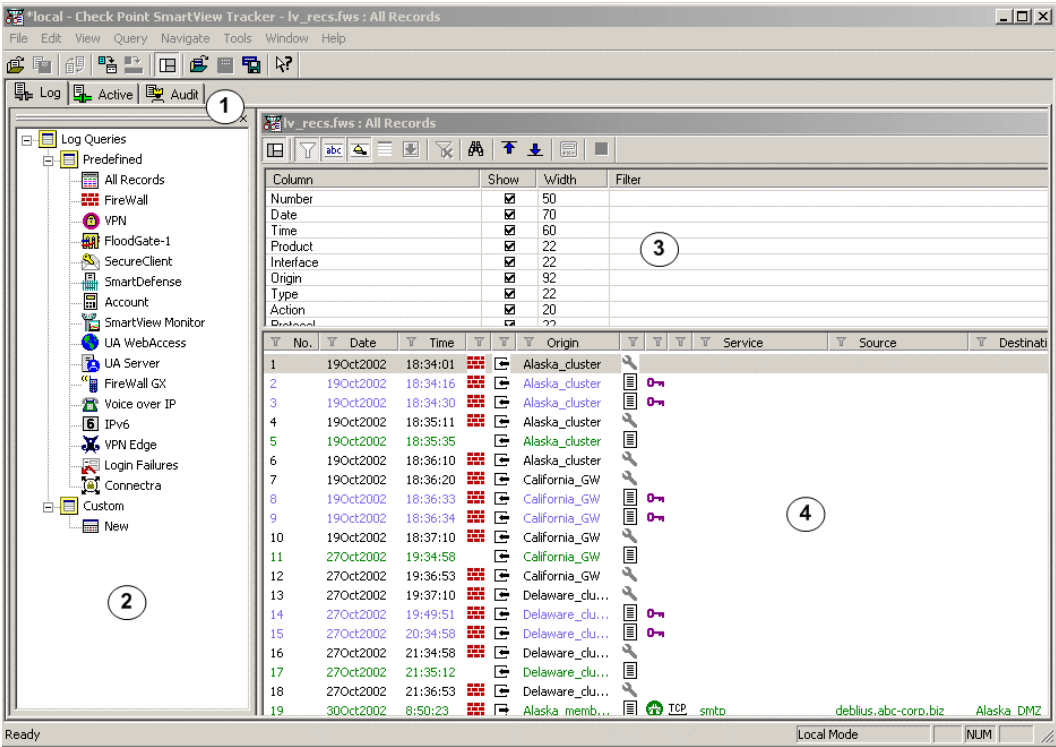 *local - Check Point SmartView Tracker - lv_recs.fws : All Records
File Edit View Query Navigate Tools Window Help
Log Active Audit
1
Log Queries
Predefined
All Records
FireWall
VPN
FloodGate-1
SecureClient
SmartDefense
Account
SmartView Monitor
UA WebAccess
UA Server
FireWall GX
Voice over IP
6 IPv6
VPN Edge
Login Failures
Connectra
Custom
New
2
lv_recs.fws : All Records
abc
Column Show Width Filter
Number 50
Date 70
Time 60
Product 22
Interface 22
Origin 92
Type 22
Action 20
Protocol 22
3
No. Date Time Origin Service Source Destinati
1 19Oct2002 18:34:01 Alaska_cluster
2 19Oct2002 18:34:16 Alaska_cluster
3 19Oct2002 18:34:30 Alaska_cluster
4 19Oct2002 18:35:11 Alaska_cluster
5 19Oct2002 18:35:35 Alaska_cluster
6 19Oct2002 18:36:10 Alaska_cluster
7 19Oct2002 18:36:20 California_GW
8 19Oct2002 18:36:33 California_GW
9 19Oct2002 18:36:34 California_GW
10 19Oct2002 18:37:10 California_GW
11 27Oct2002 19:34:58 California_GW
12 27Oct2002 19:36:53 California_GW
13 27Oct2002 19:37:10 Delaware_clu...
14 27Oct2002 19:49:51 Delaware_clu...
15 27Oct2002 20:34:58 Delaware_clu...
16 27Oct2002 21:34:58 Delaware_clu...
17 27Oct2002 21:35:12 Delaware_clu...
18 27Oct2002 21:36:53 Delaware_clu...
19 30Oct2002 8:50:23 Alaska_memb... TCP smtp deblius.abc-corp.biz Alaska_DMZ
4
Ready Local Mode NUM